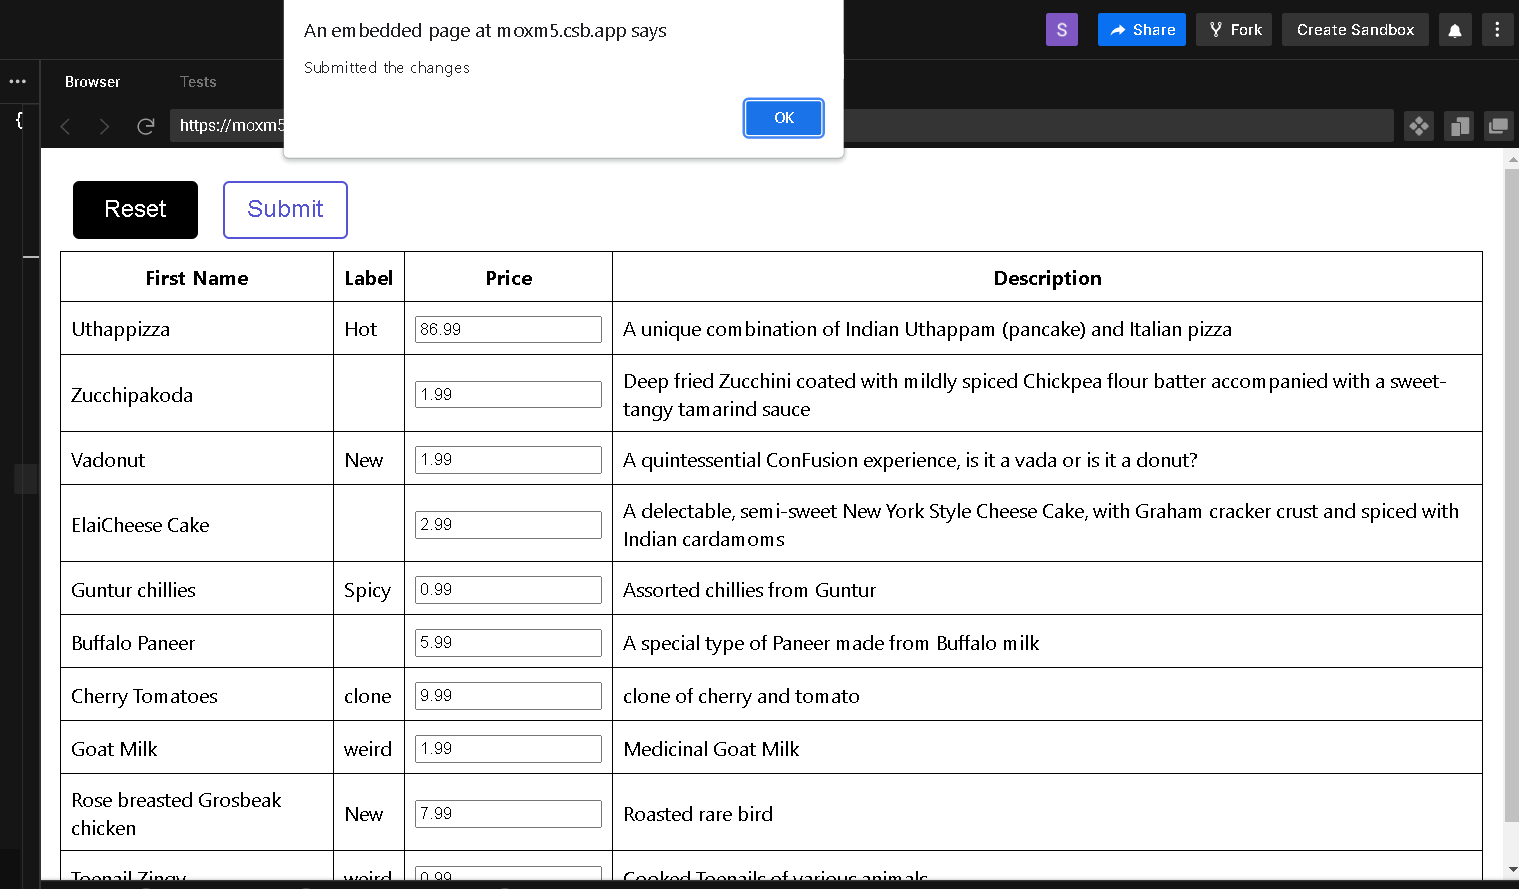 An embedded page at moxm5.csb.app says
Submitted the changes
OK
S
Share
Fork
Create Sandbox
Browser
Tests
{
https://moxm5
Reset
Submit
First Name Label Price Description
Uthappizza Hot 86.99 A unique combination of Indian Uthappam (pancake) and Italian pizza
Zucchipakoda 1.99 Deep fried Zucchini coated with mildly spiced Chickpea flour batter accompanied with a sweet-
tangy tamarind sauce
Vadonut New 1.99 A quintessential ConFusion experience, is it a vada or is it a donut?
ElaiCheese Cake 2.99 A delectable, semi-sweet New York Style Cheese Cake, with Graham cracker crust and spiced with
Indian cardamoms
Guntur chillies Spicy 0.99 Assorted chillies from Guntur
Buffalo Paneer 5.99 A special type of Paneer made from Buffalo milk
Cherry Tomatoes clone 9.99 clone of cherry and tomato
Goat Milk weird 1.99 Medicinal Goat Milk
Rose breasted Grosbeak
chicken New 7.99 Roasted rare bird
Toenail Zingy weird 0.99 Cooked Toenails of various animals